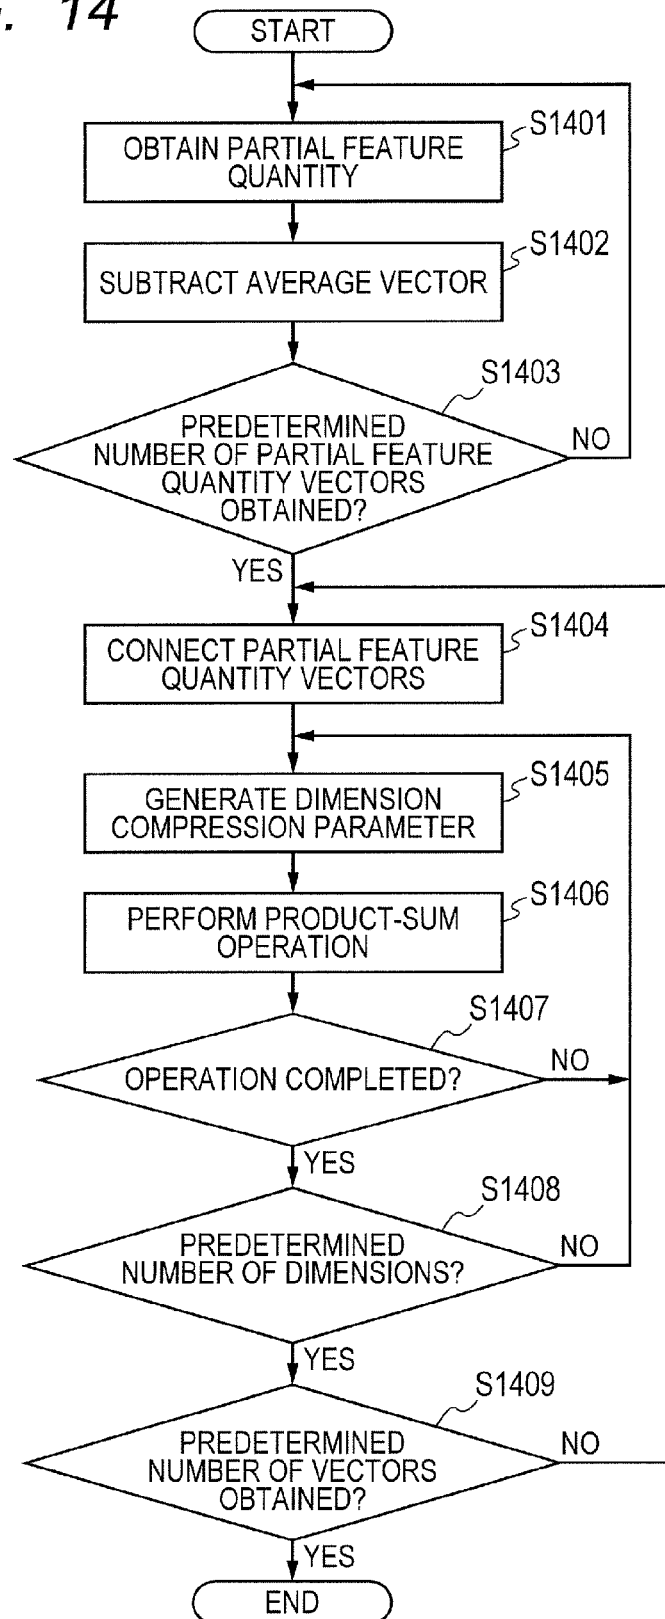 14
START
S1401
OBTAIN PARTIAL FEATURE
QUANTITY
S1402
SUBTRACT AVERAGE VECTOR
S1403
PREDETERMINED
NUMBER OF PARTIAL FEATURE
QUANTITY VECTORS
OBTAINED?
NO
YES
S1404
CONNECT PARTIAL FEATURE
QUANTITY VECTORS
S1405
GENERATE DIMENSION
COMPRESSION PARAMETER
S1406
PERFORM PRODUCT-SUM
OPERATION
S1407
OPERATION COMPLETED?
NO
YES
S1408
PREDETERMINED
NUMBER OF DIMENSIONS?
NO
YES
S1409
PREDETERMINED
NUMBER OF VECTORS
OBTAINED?
NO
YES
END